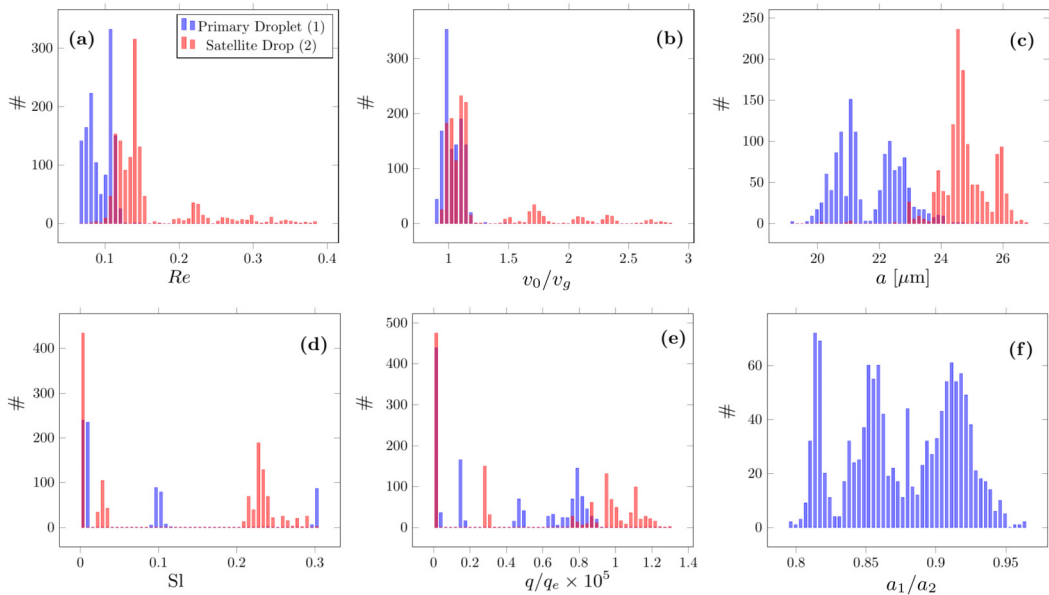 (a)
Primary Droplet (1)
Satellite Drop (2)
#
300
200
100
0
0.1 0.2 0.3 0.4
Re
(b)
#
400
300
200
100
0
1 1.5 2 2.5 3
v₀/v_g
(c)
#
250
200
150
100
50
0
20 22 24 26
a [μm]
(d)
#
400
300
200
100
0
0 0.1 0.2 0.3
Sl
(e)
#
500
400
300
200
100
0
0 0.2 0.4 0.6 0.8 1 1.2 1.4
q/qₑ × 10⁵
(f)
#
60
40
20
0
0.8 0.85 0.9 0.95
a₁/a₂